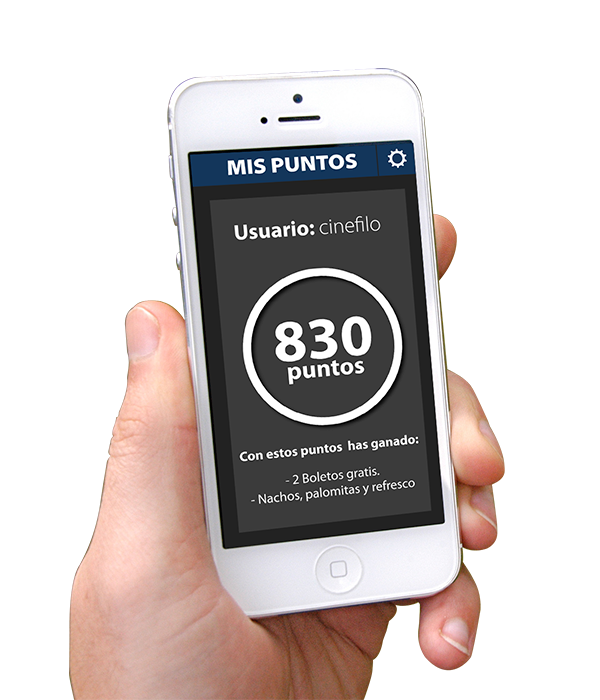 MIS PUNTOS
Usuario: cinefilo
830
puntos
Con estos puntos has ganado:
- 2 Boletos gratis.
- Nachos, palomitas y refresco